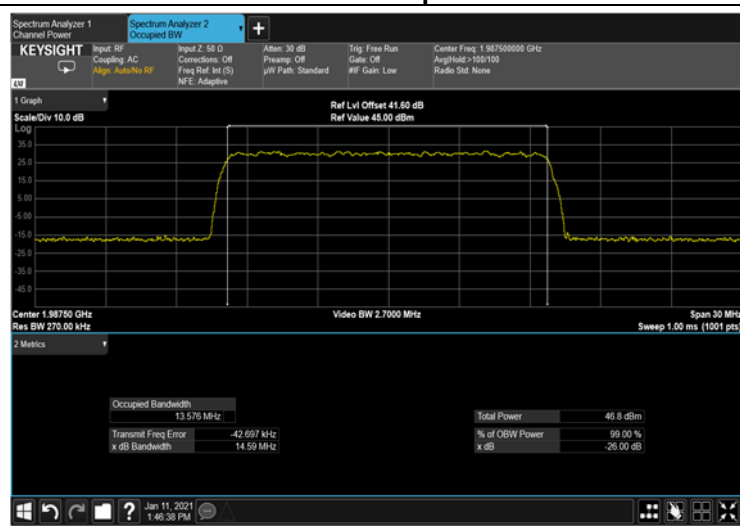 Spectrum Analyzer 1
Channel Power
Spectrum Analyzer 2
Occupied BW
+
KEYSIGHT
Input: RF
Coupling: AC
Align: Auto/No RF
Input Z: 50 Ω
Corrections: Off
Freq Ref: Int (S)
NFE: Adaptive
Atten: 30 dB
Preamp: Off
µW Path: Standard
Trig: Free Run
Gate: Off
#IF Gain: Low
Center Freq: 1.987500000 GHz
Avg|Hold:>100/100
Radio Std: None
LXI
1 Graph
Scale/Div 10.0 dB
Ref Lvl Offset 41.60 dB
Ref Value 45.00 dBm
Log
35.0
25.0
15.0
5.00
-5.00
-15.0
-25.0
-35.0
-45.0
Center 1.98750 GHz
Res BW 270.00 kHz
Video BW 2.7000 MHz
Span 30 MHz
Sweep 1.00 ms (1001 pts)
2 Metrics
Occupied Bandwidth
13.576 MHz
Transmit Freq Error -42.697 kHz
x dB Bandwidth 14.59 MHz
Total Power 46.8 dBm
% of OBW Power 99.00 %
x dB -26.00 dB
?
Jan 11, 2021
1:46:38 PM